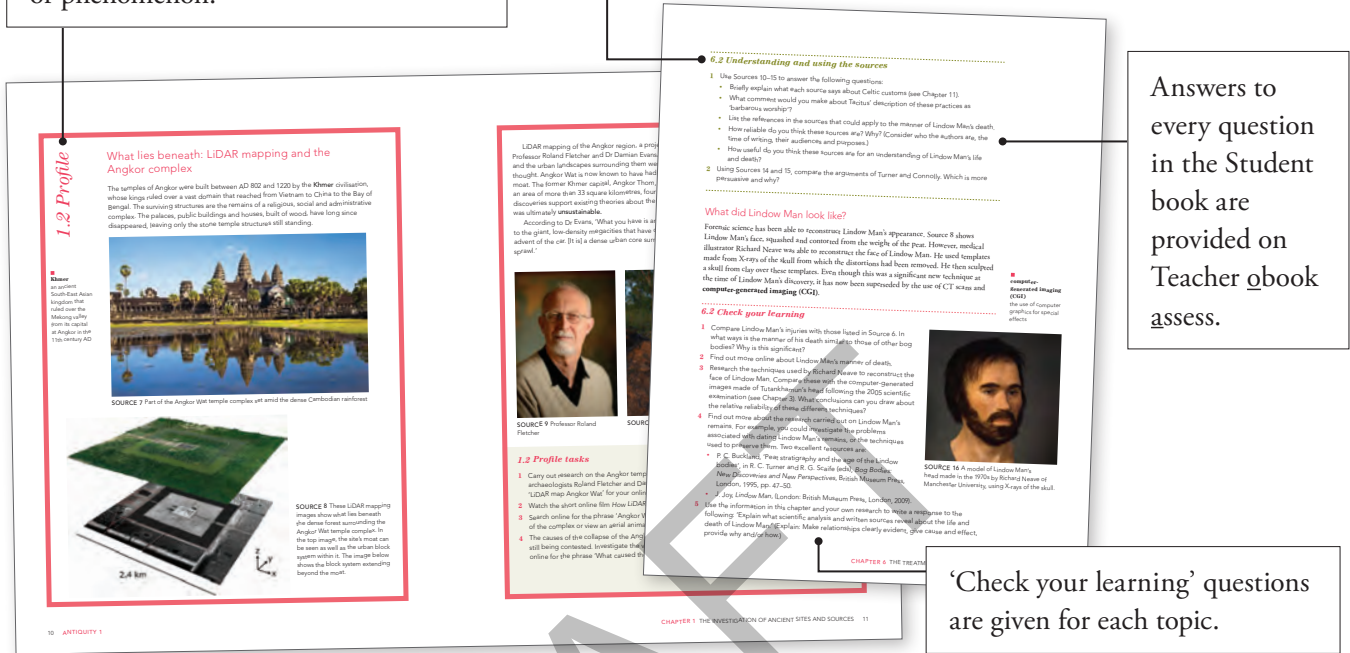 of phenomenon.
1.2 Profile
What lies beneath: LiDAR mapping and the
Angkor complex
The temples of Angkor were built between AD 802 and 1220 by the Khmer civilisation,
whose kings ruled over a vast domain that reached from Vietnam to China to the Bay of
Bengal. The surviving structures are the remains of a religious, social and administrative
complex. The palaces, public buildings and houses, built of wood, have long since
disappeared, leaving only the stone temple structures still standing.
Khmer
an ancient
South-East Asian
kingdom that
ruled over the
Mekong valley
from its capital
at Angkor in the
11th century AD
SOURCE 7 Part of the Angkor Wat temple complex set amid the dense Cambodian rainforest
2.4 km
Z
Y
X
SOURCE 8 These LiDAR mapping
images show what lies beneath
the dense forest surrounding the
Angkor Wat temple complex. In
the top image, the site's moat can
be seen as well as the urban block
system within it. The image below
shows the block system extending
beyond the moat.
10 ANTIQUITY 1
LiDAR mapping of the Angkor region, a proje
Professor Roland Fletcher and Dr Damian Evans
and the urban landscapes surrounding them was
thought. Angkor Wat is now known to have had
moat. The former Khmer capital, Angkor Thom,
an area of more than 33 square kilometres, four
discoveries support existing theories about the
was ultimately unsustainable.
According to Dr Evans, 'What you have is an
to the giant, low-density megacities that have
advent of the car. [It is] a dense urban core surr
sprawl.'
SOURCE 9 Professor Roland
Fletcher
SOURC
1.2 Profile tasks
1 Carry out research on the Angkor temp
archaeologists Roland Fletcher and Da
'LiDAR map Angkor Wat' for your onlin
2 Watch the short online film How LiDAR
3 Search online for the phrase 'Angkor W
of the complex or view an aerial anima
4 The causes of the collapse of the Ang
still being contested. Investigate the
online for the phrase 'What caused th
CHAPTER 1 THE INVESTIGATION OF ANCIENT SITES AND SOURCES 11
6.2 Understanding and using the sources
1 Use Sources 10–15 to answer the following questions:
• Briefly explain what each source says about Celtic customs (see Chapter 11).
• What comment would you make about Tacitus' description of these practices as
'barbarous worship'?
• List the references in the sources that could apply to the manner of Lindow Man's death.
• How reliable do you think these sources are? Why? (Consider who the authors are, the
time of writing, their audiences and purposes.)
• How useful do you think these sources are for an understanding of Lindow Man's life
and death?
2 Using Sources 14 and 15, compare the arguments of Turner and Connolly. Which is more
persuasive and why?
What did Lindow Man look like?
Forensic science has been able to reconstruct Lindow Man's appearance. Source 8 shows
Lindow Man's face, squashed and contorted from the weight of the peat. However, medical
illustrator Richard Neave was able to reconstruct the face of Lindow Man. He used templates
made from X-rays of the skull from which the distortions had been removed. He then sculpted
a skull from clay over these templates. Even though this was a significant new technique at
the time of Lindow Man's discovery, it has now been superseded by the use of CT scans and
computer-generated imaging (CGI).
computer-
generated imaging
(CGI)
the use of computer
graphics for special
effects
6.2 Check your learning
1 Compare Lindow Man's injuries with those listed in Source 6. In
what ways is the manner of his death similar to those of other bog
bodies? Why is this significant?
2 Find out more online about Lindow Man's manner of death.
3 Research the techniques used by Richard Neave to reconstruct the
face of Lindow Man. Compare these with the computer-generated
images made of Tutankhamun's head following the 2005 scientific
examination (see Chapter 3). What conclusions can you draw about
the relative reliability of these different techniques?
4 Find out more about the research carried out on Lindow Man's
remains. For example, you could investigate the problems
associated with dating Lindow Man's remains, or the techniques
used to preserve them. Two excellent resources are
• P. C. Buckland, 'Peat stratigraphy and the age of the Lindow
bodies', in R. C. Turner and R. G. Scaife (eds), Bog Bodies:
New Discoveries and New Perspectives, British Museum Press,
London, 1995, pp. 47–50.
• J. Joy, Lindow Man, (London: British Museum Press, London, 2009).
5 Use the information in this chapter and your own research to write a response to the
following: 'Explain what scientific analysis and written sources reveal about the life and
death of Lindow Man.' (Explain: Make relationships clearly evident, give cause and effect,
provide why and/or how.)
SOURCE 16 A model of Lindow Man's
head made in the 1970s by Richard Neave of
Manchester University, using X-rays of the skull.
CHAPTER 6 THE TREATM
Answers to
every question
in the Student
book are
provided on
Teacher obook
assess.
'Check your learning' questions
are given for each topic.